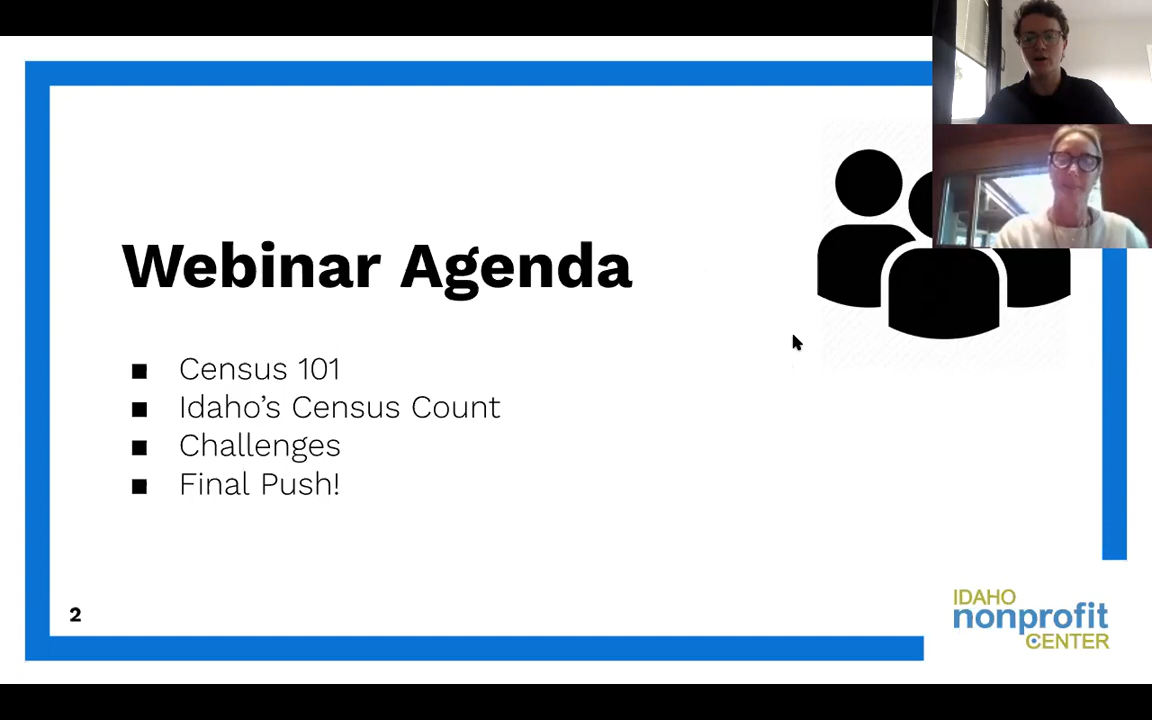 Webinar Agenda
■ Census 101
■ Idaho's Census Count
■ Challenges
■ Final Push!
2
IDAHO
nonprofit
CENTER